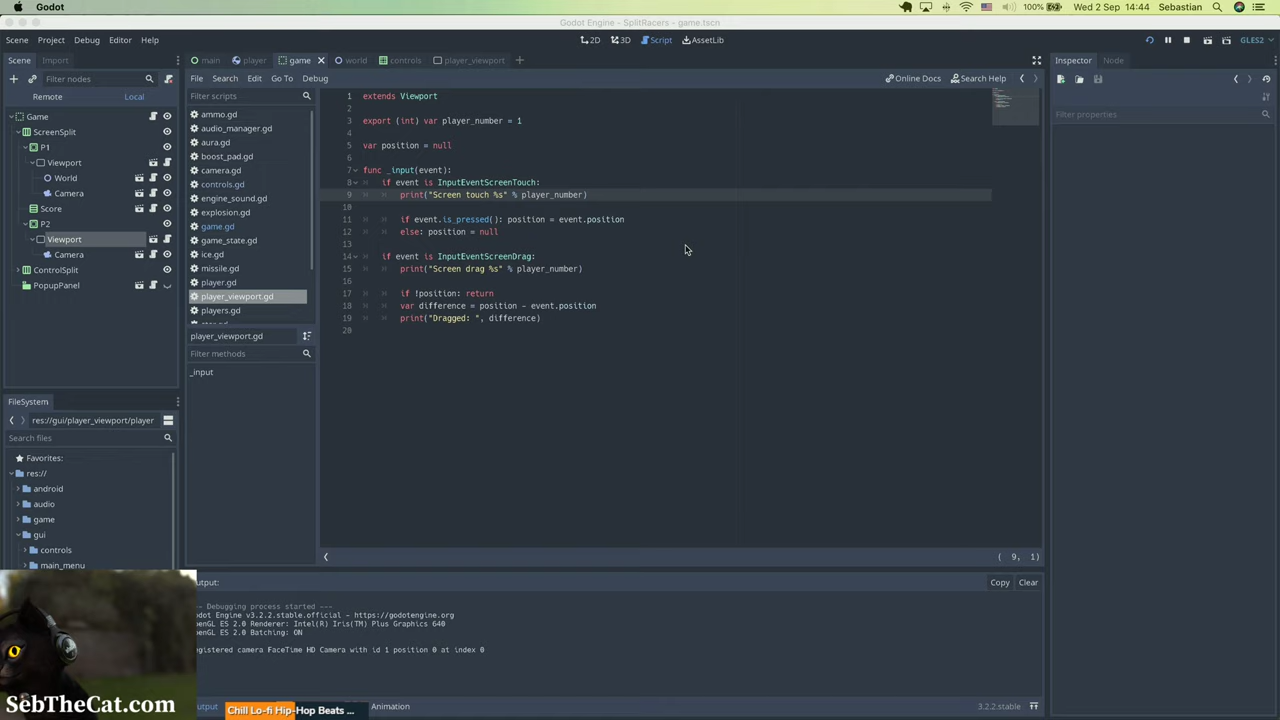 Godot
100%
Wed 2 Sep 14:44
Sebastian
Godot Engine - SplitRacers - game.tscn
Scene
Project
Debug
Editor
Help
2D
3D
Script
AssetLib
GLES2
Scene
Import
main
player
game
world
controls
player_viewport
Inspector
Node
Filter nodes
File
Search
Edit
Go To
Debug
Online Docs
Search Help
Remote
Local
Filter scripts
Filter properties
Game
ScreenSplit
P1
Viewport
World
Camera
Score
P2
Viewport
Camera
ControlSplit
PopupPanel
ammo.gd
audio_manager.gd
aura.gd
boost_pad.gd
camera.gd
controls.gd
engine_sound.gd
explosion.gd
game.gd
game_state.gd
ice.gd
missile.gd
player.gd
player_viewport.gd
players.gd
player_viewport.gd
Filter methods
_input
1 extends Viewport
2
3 export (int) var player_number = 1
4
5 var position = null
6
7 func _input(event):
8 if event is InputEventScreenTouch:
9 print("Screen touch %s" % player_number)
10
11 if event.is_pressed(): position = event.position
12 else: position = null
13
14 if event is InputEventScreenDrag:
15 print("Screen drag %s" % player_number)
16
17 if !position: return
18 var difference = position - event.position
19 print("Dragged: ", difference)
20
( 9, 1)
FileSystem
res://gui/player_viewport/player
Search files
Favorites:
res://
android
audio
game
gui
controls
main_menu
utput:
Copy
Clear
-- Debugging process started ---
odot Engine v3.2.2.stable.official - https://godotengine.org
penGL ES 2.0 Renderer: Intel(R) Iris(TM) Plus Graphics 640
penGL ES 2.0 Batching: ON
egistered camera FaceTime HD Camera with id 1 position 0 at index 0
SebTheCat.com
Chill Lo-fi Hip-Hop Beats ...
utput
Animation
3.2.2.stable